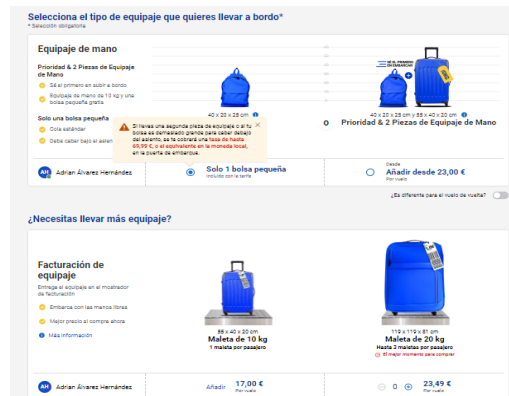 Selecciona el tipo de equipaje que quieres llevar a bordo*
* Selección obligatoria
Equipaje de mano
Prioridad & 2 Piezas de Equipaje
de Mano
Sé el primero en subir a bordo
Equipaje de mano de 10 kg y una
bolsa pequeña gratis
Solo una bolsa pequeña
Cola estándar
Debe caber bajo el asien
40 x 20 x 25 cm
Si llevas una segunda pieza de equipaje o si tu
bolsa es demasiado grande para caber debajo
del asiento, se te cobrará una tasa de hasta
69,99 €, o el equivalente en la moneda local,
en la puerta de embarque.
SÉ EL PRIMERO
EN EMBARCAR
o
40 x 20 x 25 cm y 55 x 40 x 20 cm
Prioridad & 2 Piezas de Equipaje de Mano
AH
Adrian Álvarez Hernández
Solo 1 bolsa pequeña
Incluido con la tarifa
Desde
Añadir desde 23,00 €
Por vuelo
¿Es diferente para el vuelo de vuelta?
¿Necesitas llevar más equipaje?
Facturación de
equipaje
Entrega el equipaje en el mostrador
de facturación
Embarca con las manos libres
Mejor precio si compra ahora
Más información
55 x 40 x 20 cm
Maleta de 10 kg
1 maleta por pasajero
119 x 119 x 81 cm
Maleta de 20 kg
Hasta 3 maletas por pasajero
El mejor momento para comprar
AH
Adrian Álvarez Hernández
Añadir
17,00 €
Por vuelo
0
23,49 €
Por vuelo